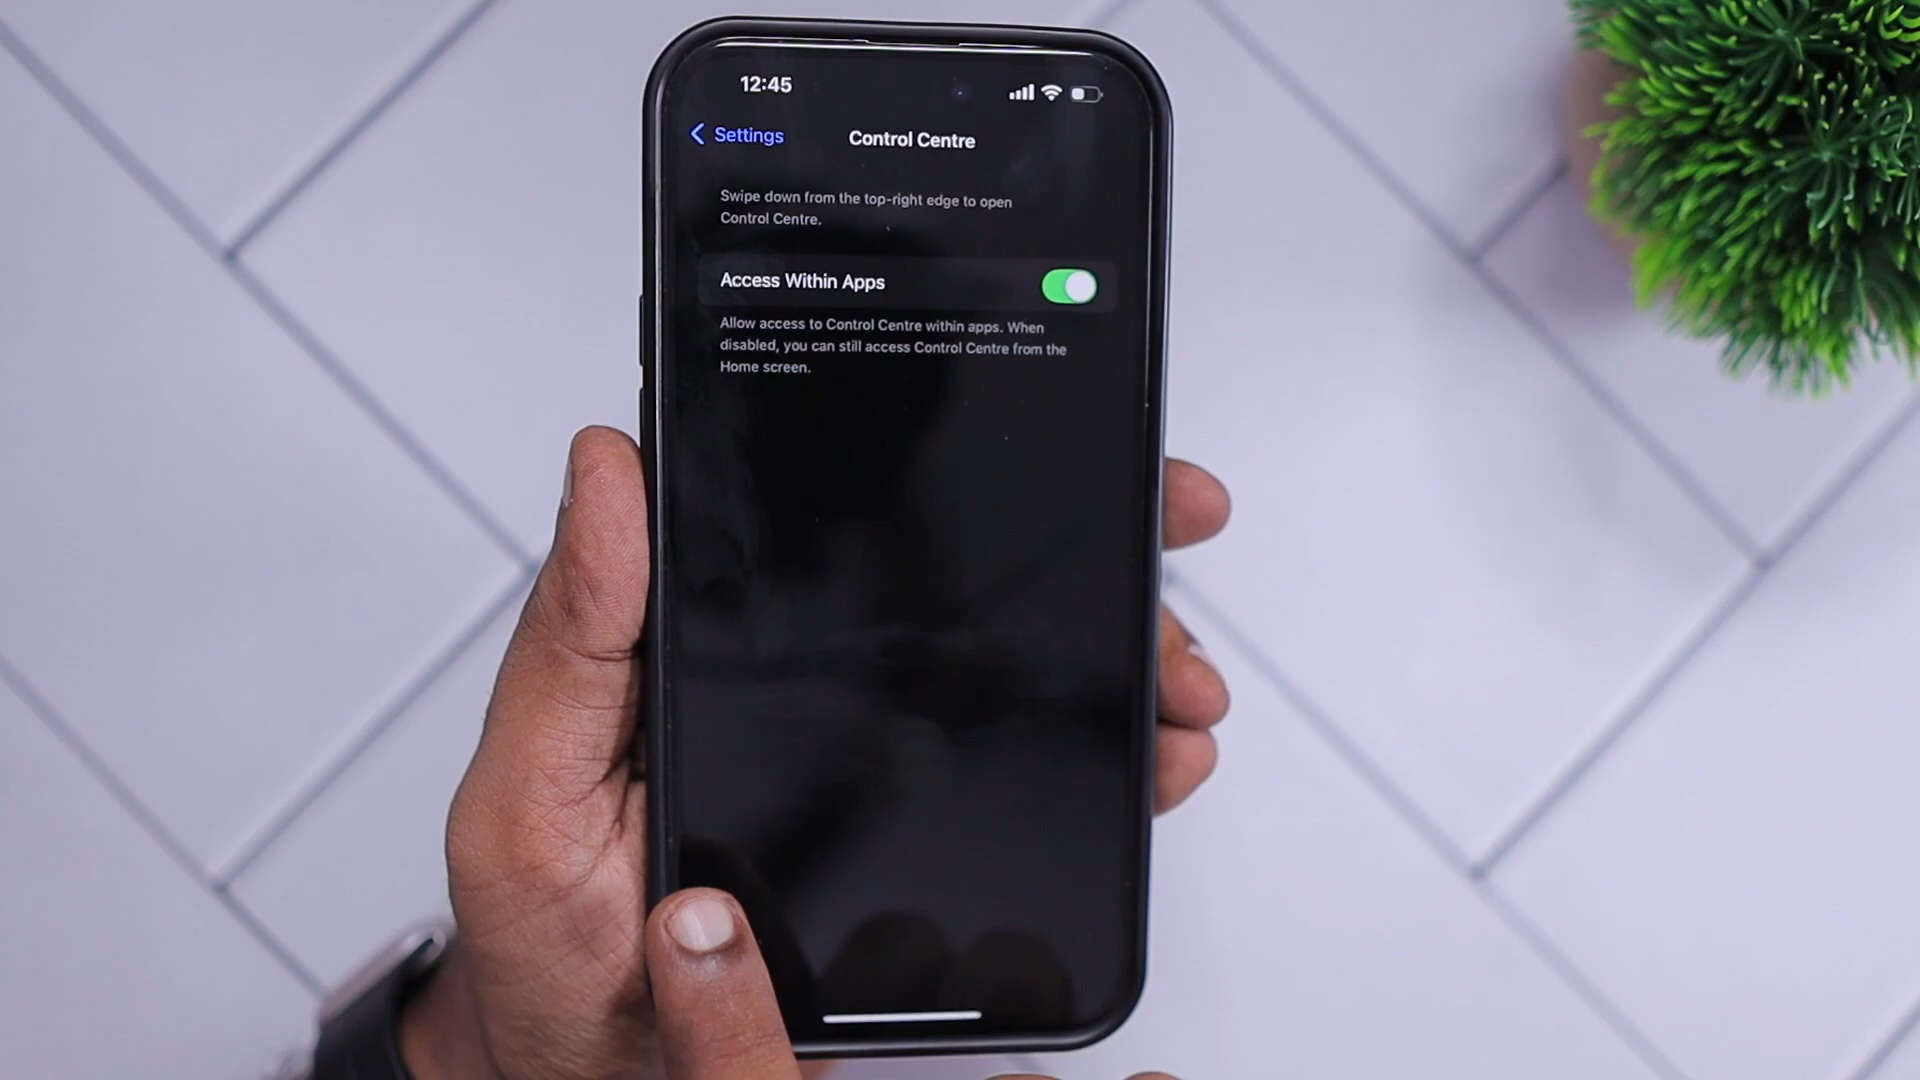 12:45
Settings
Control Centre
Swipe down from the top-right edge to open
Control Centre.
Access Within Apps
Allow access to Control Centre within apps. When
disabled, you can still access Control Centre from the
Home screen.